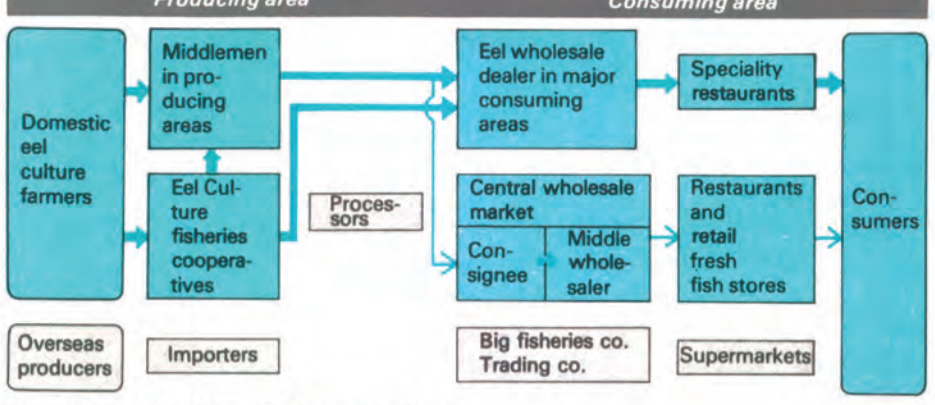 Producing area
Consuming area
Domestic
eel
culture
farmers
Middlemen
in pro-
ducing
areas
Eel Cul-
ture
fisheries
coopera-
tives
Proces-
sors
Eel wholesale
dealer in major
consuming
areas
Central wholesale
market
Con-
signee
Middle
whole-
saler
Speciality
restaurants
Restaurants
and
retail
fresh
fish stores
Con-
sumers
Overseas
producers
Importers
Big fisheries co.
Trading co.
Supermarkets